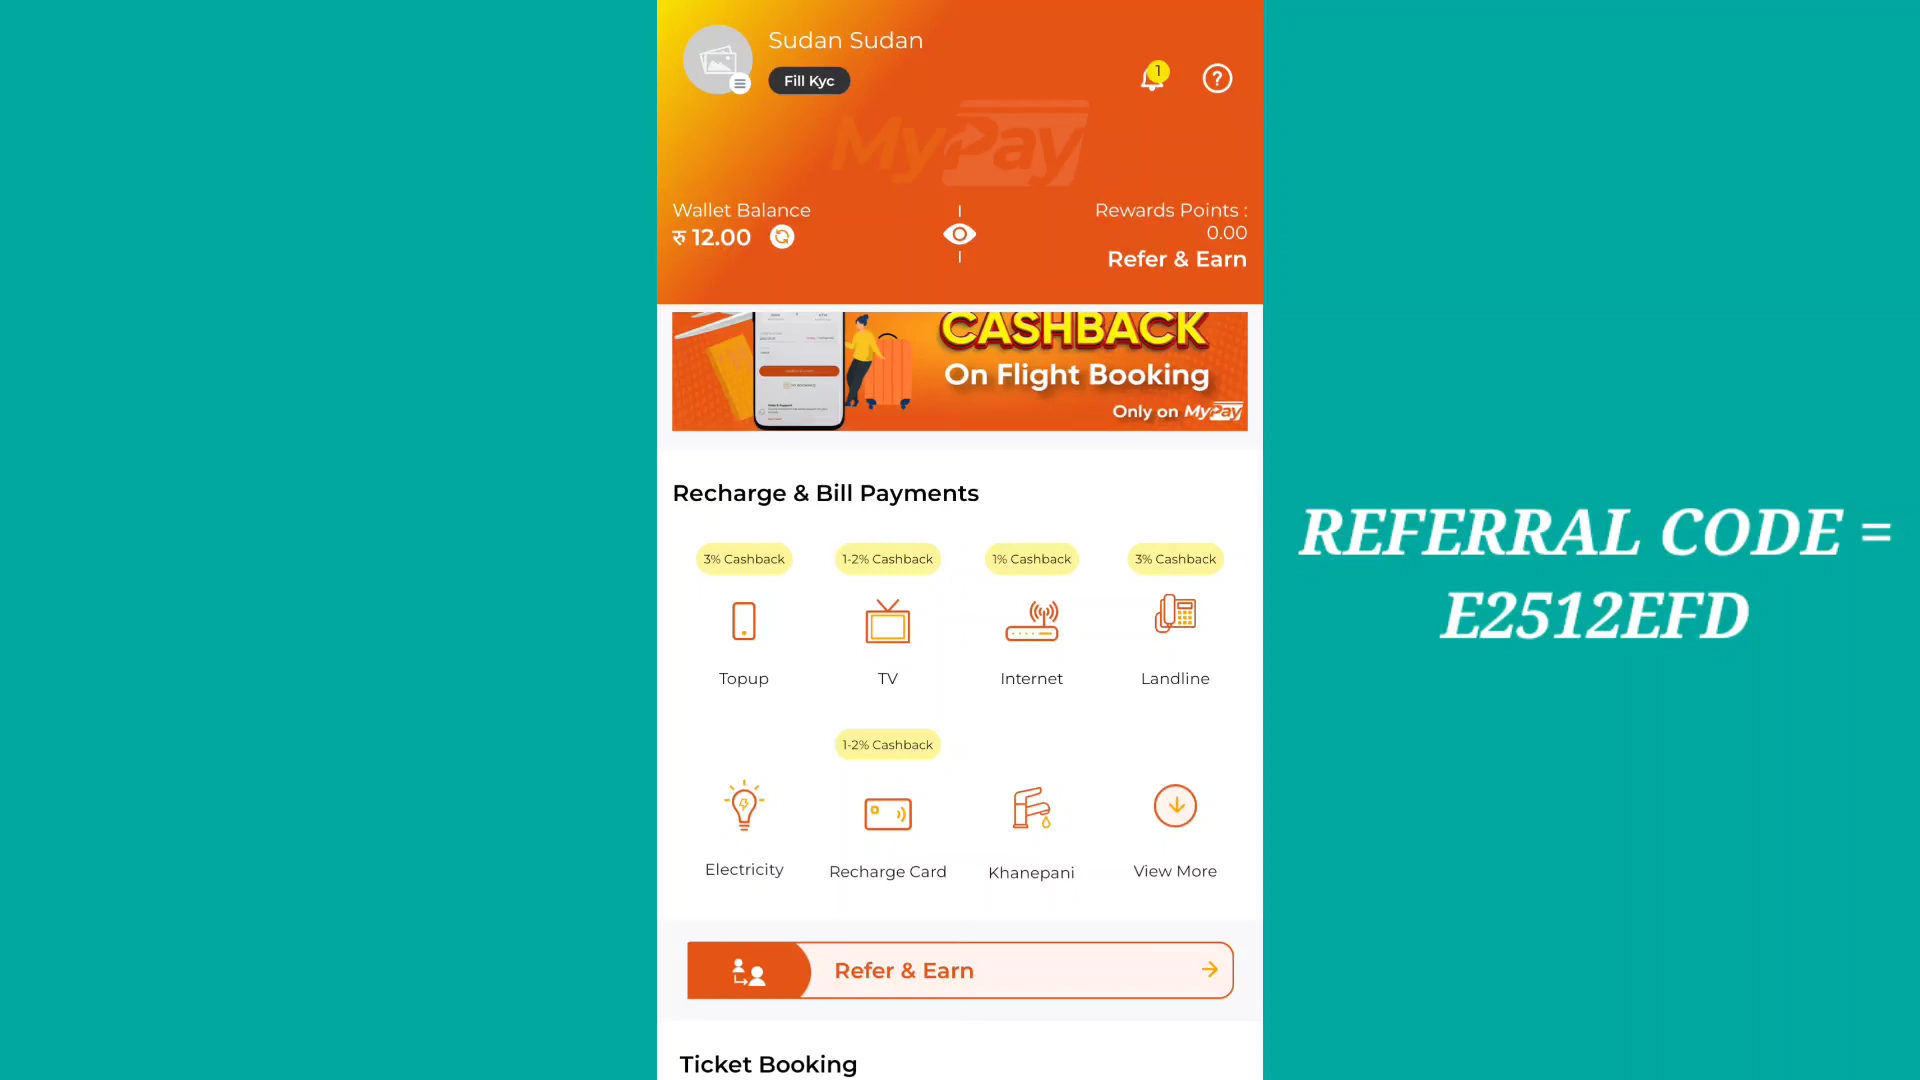 Sudan Sudan
Fill Kyc
1
?
MyPay
Wallet Balance
रु 12.00
Rewards Points :
0.00
Refer & Earn
CASHBACK
On Flight Booking
Only on MyPay
Recharge & Bill Payments
3% Cashback
1-2% Cashback
1% Cashback
3% Cashback
Topup
TV
Internet
Landline
1-2% Cashback
Electricity
Recharge Card
Khanepani
View More
Refer & Earn
Ticket Booking
REFERRAL CODE =
E2512EFD